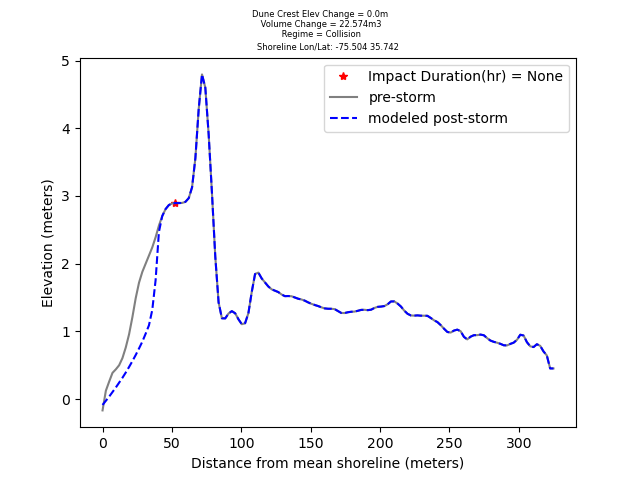 Dune Crest Elev Change = 0.0m
Volume Change = 22.574m3
Regime = Collision
Shoreline Lon/Lat: -75.504 35.742
Impact Duration(hr) = None
pre-storm
modeled post-storm
5
4
3
2
1
0
Elevation (meters)
0 50 100 150 200 250 300
Distance from mean shoreline (meters)